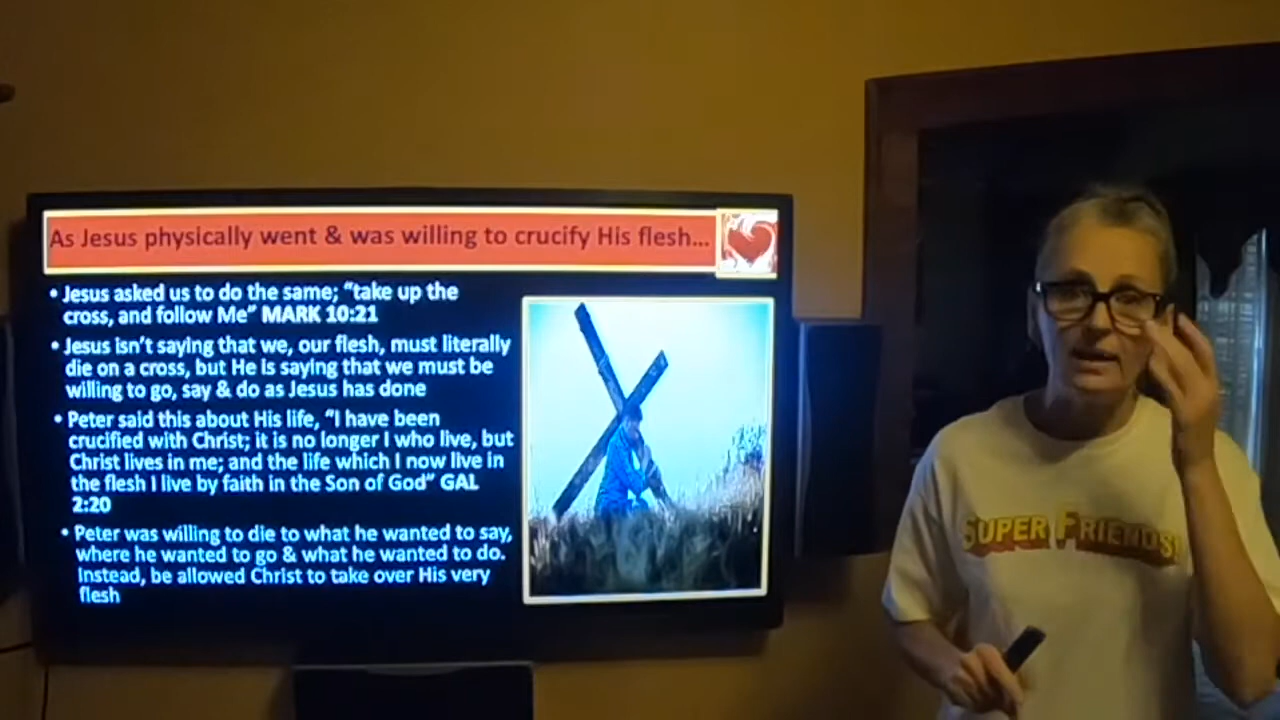 As Jesus physically went & was willing to crucify His flesh...
• Jesus asked us to do the same; "take up the
cross, and follow Me" MARK 10:21
• Jesus isn't saying that we, our flesh, must literally
die on a cross, but He is saying that we must be
willing to go, say & do as Jesus has done
• Peter said this about His life, "I have been
crucified with Christ; it is no longer I who live, but
Christ lives in me; and the life which I now live in
the flesh I live by faith in the Son of God" GAL
2:20
• Peter was willing to die to what he wanted to say,
where he wanted to go & what he wanted to do.
Instead, be allowed Christ to take over His very
flesh
SUPER FRIENDS!